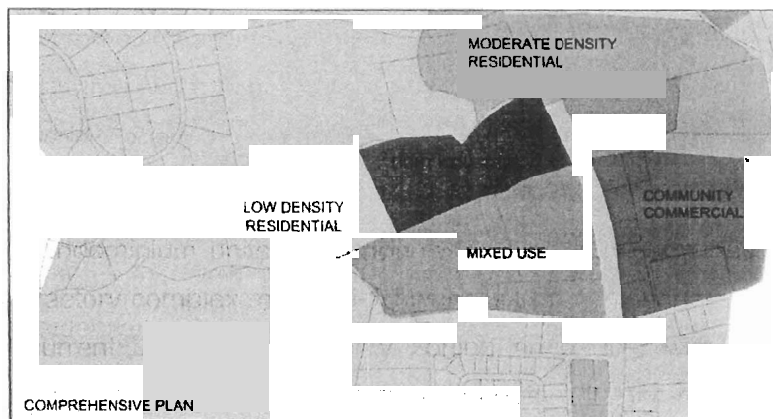 MODERATE DENSITY
RESIDENTIAL
COMMUNITY
COMMERCIAL
LOW DENSITY
RESIDENTIAL
MIXED USE
COMPREHENSIVE PLAN